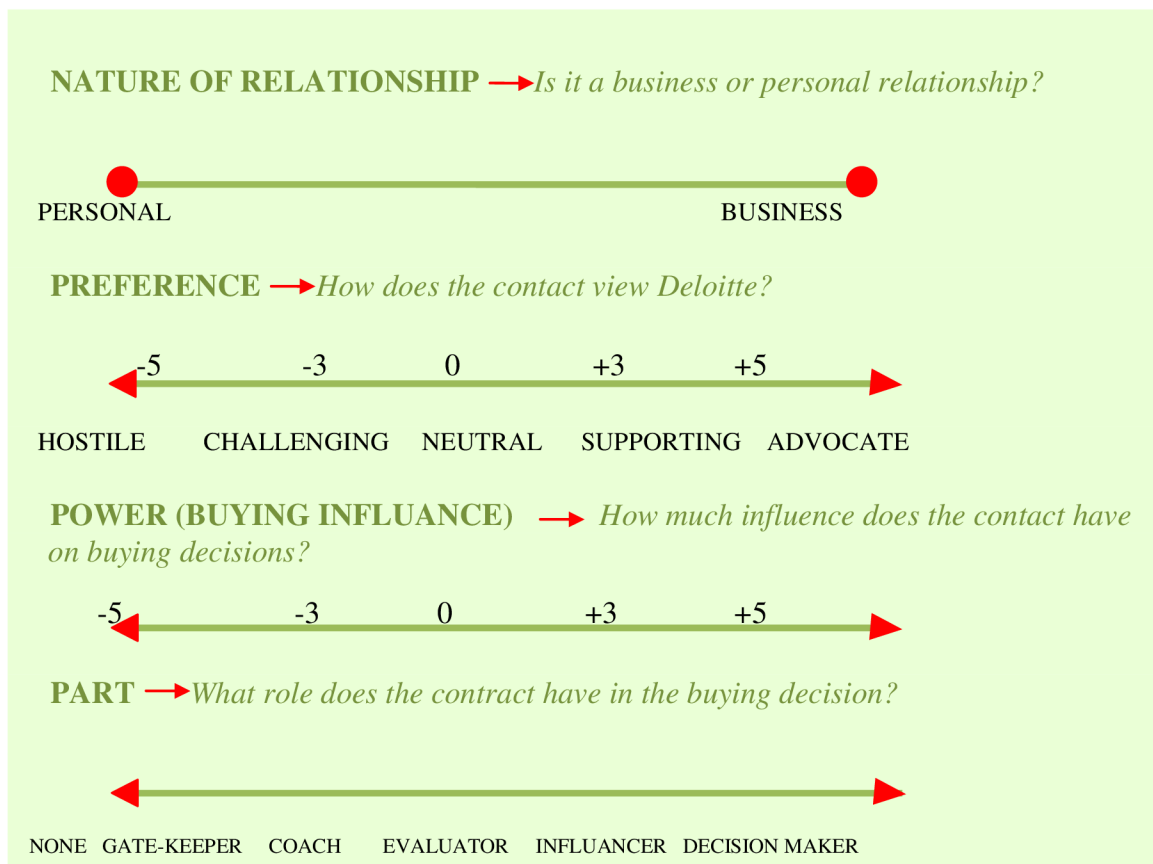 NATURE OF RELATIONSHIP Is it a business or personal relationship?
PERSONAL BUSINESS
PREFERENCE How does the contact view Deloitte?
-5 -3 0 +3 +5
HOSTILE CHALLENGING NEUTRAL SUPPORTING ADVOCATE
POWER (BUYING INFLUANCE) How much influence does the contact have
on buying decisions?
-5 -3 0 +3 +5
PART What role does the contract have in the buying decision?
NONE GATE-KEEPER COACH EVALUATOR INFLUANCER DECISION MAKER